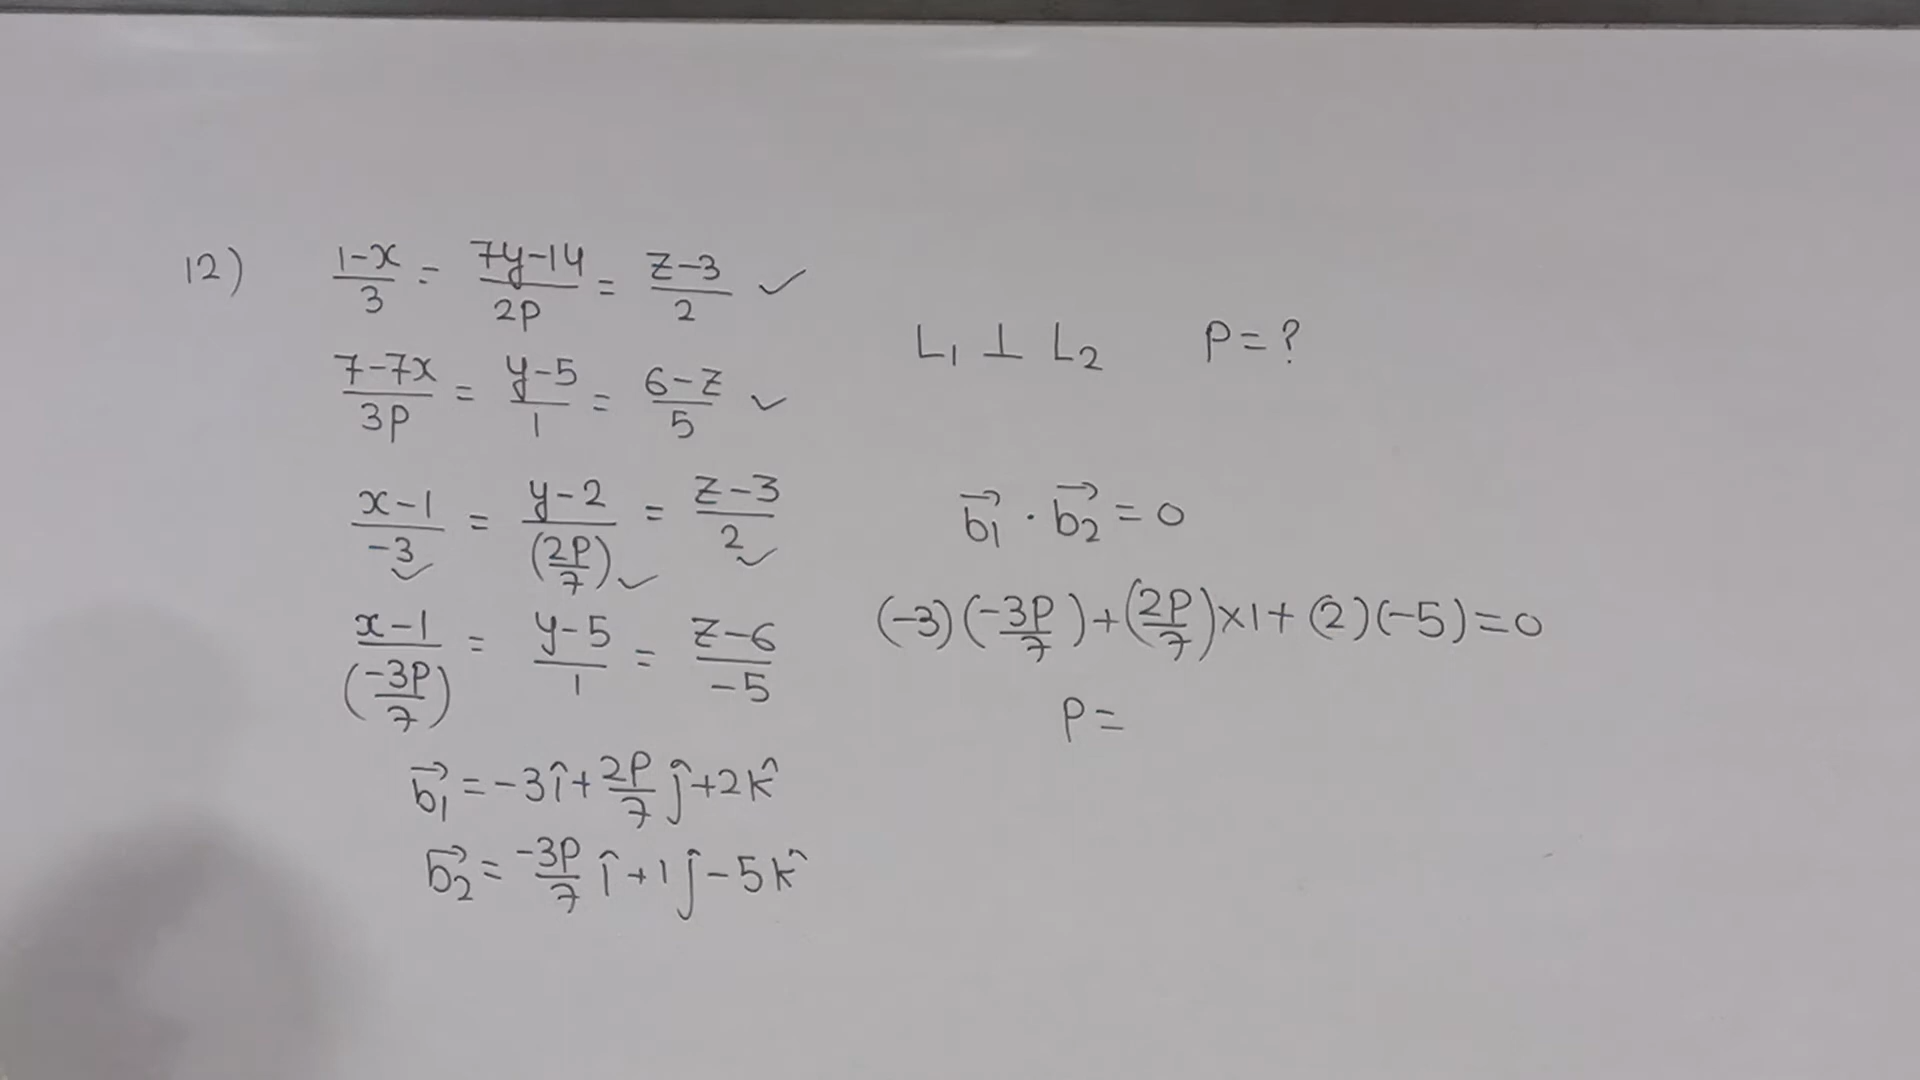 12) (1-x)/3 = (7y-14)/2P = (z-3)/2 ✓
(7-7x)/3P = (y-5)/1 = (6-z)/5 ✓
(x-1)/-3 ✓ = (y-2)/(2P/7) ✓ = (z-3)/2 ✓
(x-1)/(-3P/7) = (y-5)/1 = (z-6)/-5
b₁→ = -3î + 2P/7 ĵ + 2k̂
b₂→ = -3P/7 î + 1ĵ - 5k̂
L₁ ⊥ L₂ P = ?
b₁→ · b₂→ = 0
(-3)(-3P/7) + (2P/7)×1 + (2)(-5) = 0
P =